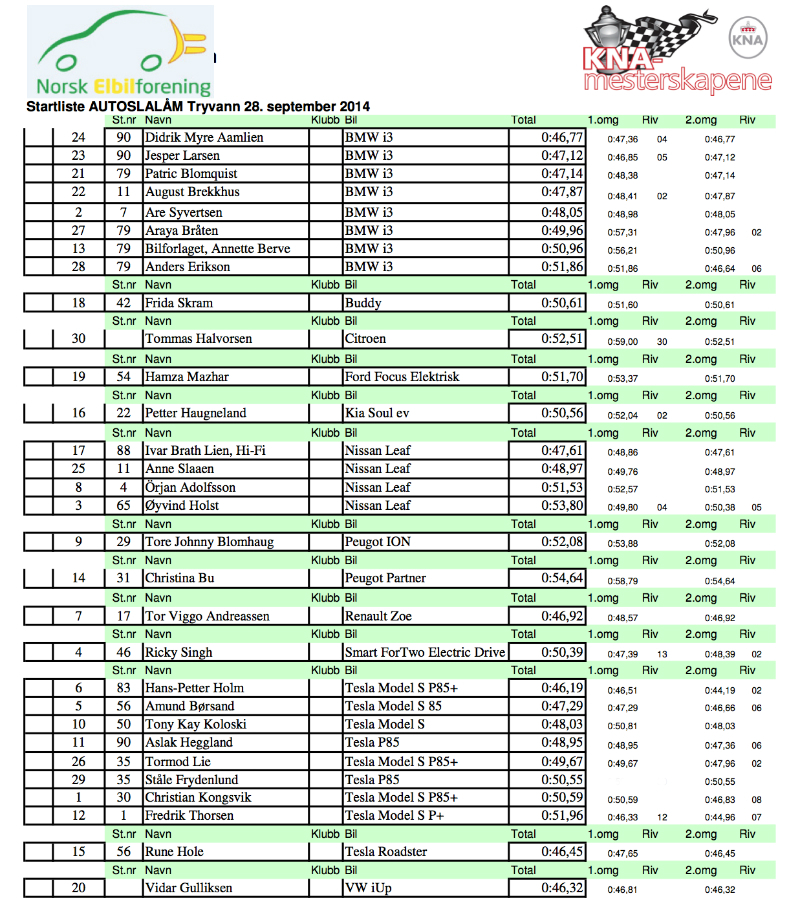 Norsk Elbilforening
KNA-
mesterskapene
KNA
Startliste AUTOSLALÅM Tryvann 28. september 2014
St.nr Navn Klubb Bil Total 1.omg Riv 2.omg Riv
24 90 Didrik Myre Aamlien BMW i3 0:46,77 0:47,36 04 0:46,77
23 90 Jesper Larsen BMW i3 0:47,12 0:46,85 05 0:47,12
21 79 Patric Blomquist BMW i3 0:47,14 0:48,38 0:47,14
22 11 August Brekkhus BMW i3 0:47,87 0:48,41 02 0:47,87
2 7 Are Syvertsen BMW i3 0:48,05 0:48,98 0:48,05
27 79 Araya Bråten BMW i3 0:49,96 0:57,31 0:47,96 02
13 79 Bilforlaget, Annette Berve BMW i3 0:50,96 0:56,21 0:50,96
28 79 Anders Erikson BMW i3 0:51,86 0:51,86 0:46,64 06
St.nr Navn Klubb Bil Total 1.omg Riv 2.omg Riv
18 42 Frida Skram Buddy 0:50,61 0:51,60 0:50,61
St.nr Navn Klubb Bil Total 1.omg Riv 2.omg Riv
30 Tommas Halvorsen Citroen 0:52,51 0:59,00 30 0:52,51
St.nr Navn Klubb Bil Total 1.omg Riv 2.omg Riv
19 54 Hamza Mazhar Ford Focus Elektrisk 0:51,70 0:53,37 0:51,70
St.nr Navn Klubb Bil Total 1.omg Riv 2.omg Riv
16 22 Petter Haugneland Kia Soul ev 0:50,56 0:52,04 02 0:50,56
St.nr Navn Klubb Bil Total 1.omg Riv 2.omg Riv
17 88 Ivar Brath Lien, Hi-Fi Nissan Leaf 0:47,61 0:48,86 0:47,61
25 11 Anne Slaaen Nissan Leaf 0:48,97 0:49,76 0:48,97
8 4 Örjan Adolfsson Nissan Leaf 0:51,53 0:52,57 0:51,53
3 65 Øyvind Holst Nissan Leaf 0:53,80 0:49,80 04 0:50,38 05
St.nr Navn Klubb Bil Total 1.omg Riv 2.omg Riv
9 29 Tore Johnny Blomhaug Peugot ION 0:52,08 0:53,88 0:52,08
St.nr Navn Klubb Bil Total 1.omg Riv 2.omg Riv
14 31 Christina Bu Peugot Partner 0:54,64 0:58,79 0:54,64
St.nr Navn Klubb Bil Total 1.omg Riv 2.omg Riv
7 17 Tor Viggo Andreassen Renault Zoe 0:46,92 0:48,57 0:46,92
St.nr Navn Klubb Bil Total 1.omg Riv 2.omg Riv
4 46 Ricky Singh Smart ForTwo Electric Drive 0:50,39 0:47,39 13 0:48,39 02
St.nr Navn Klubb Bil Total 1.omg Riv 2.omg Riv
6 83 Hans-Petter Holm Tesla Model S P85+ 0:46,19 0:46,51 0:44,19 02
5 56 Amund Børsand Tesla Model S 85 0:47,29 0:47,29 0:46,66 06
10 50 Tony Kay Koloski Tesla Model S 0:48,03 0:50,81 0:48,03
11 90 Aslak Heggland Tesla P85 0:48,95 0:48,95 0:47,36 06
26 35 Tormod Lie Tesla Model S P85+ 0:49,67 0:49,67 0:47,96 02
29 35 Ståle Frydenlund Tesla P85 0:50,55 0:50,55
1 30 Christian Kongsvik Tesla Model S P85+ 0:50,59 0:50,59 0:46,83 08
12 1 Fredrik Thorsen Tesla Model S P+ 0:51,96 0:46,33 12 0:44,96 07
St.nr Navn Klubb Bil Total 1.omg Riv 2.omg Riv
15 56 Rune Hole Tesla Roadster 0:46,45 0:47,65 0:46,45
St.nr Navn Klubb Bil Total 1.omg Riv 2.omg Riv
20 Vidar Gulliksen VW iUp 0:46,32 0:46,81 0:46,32